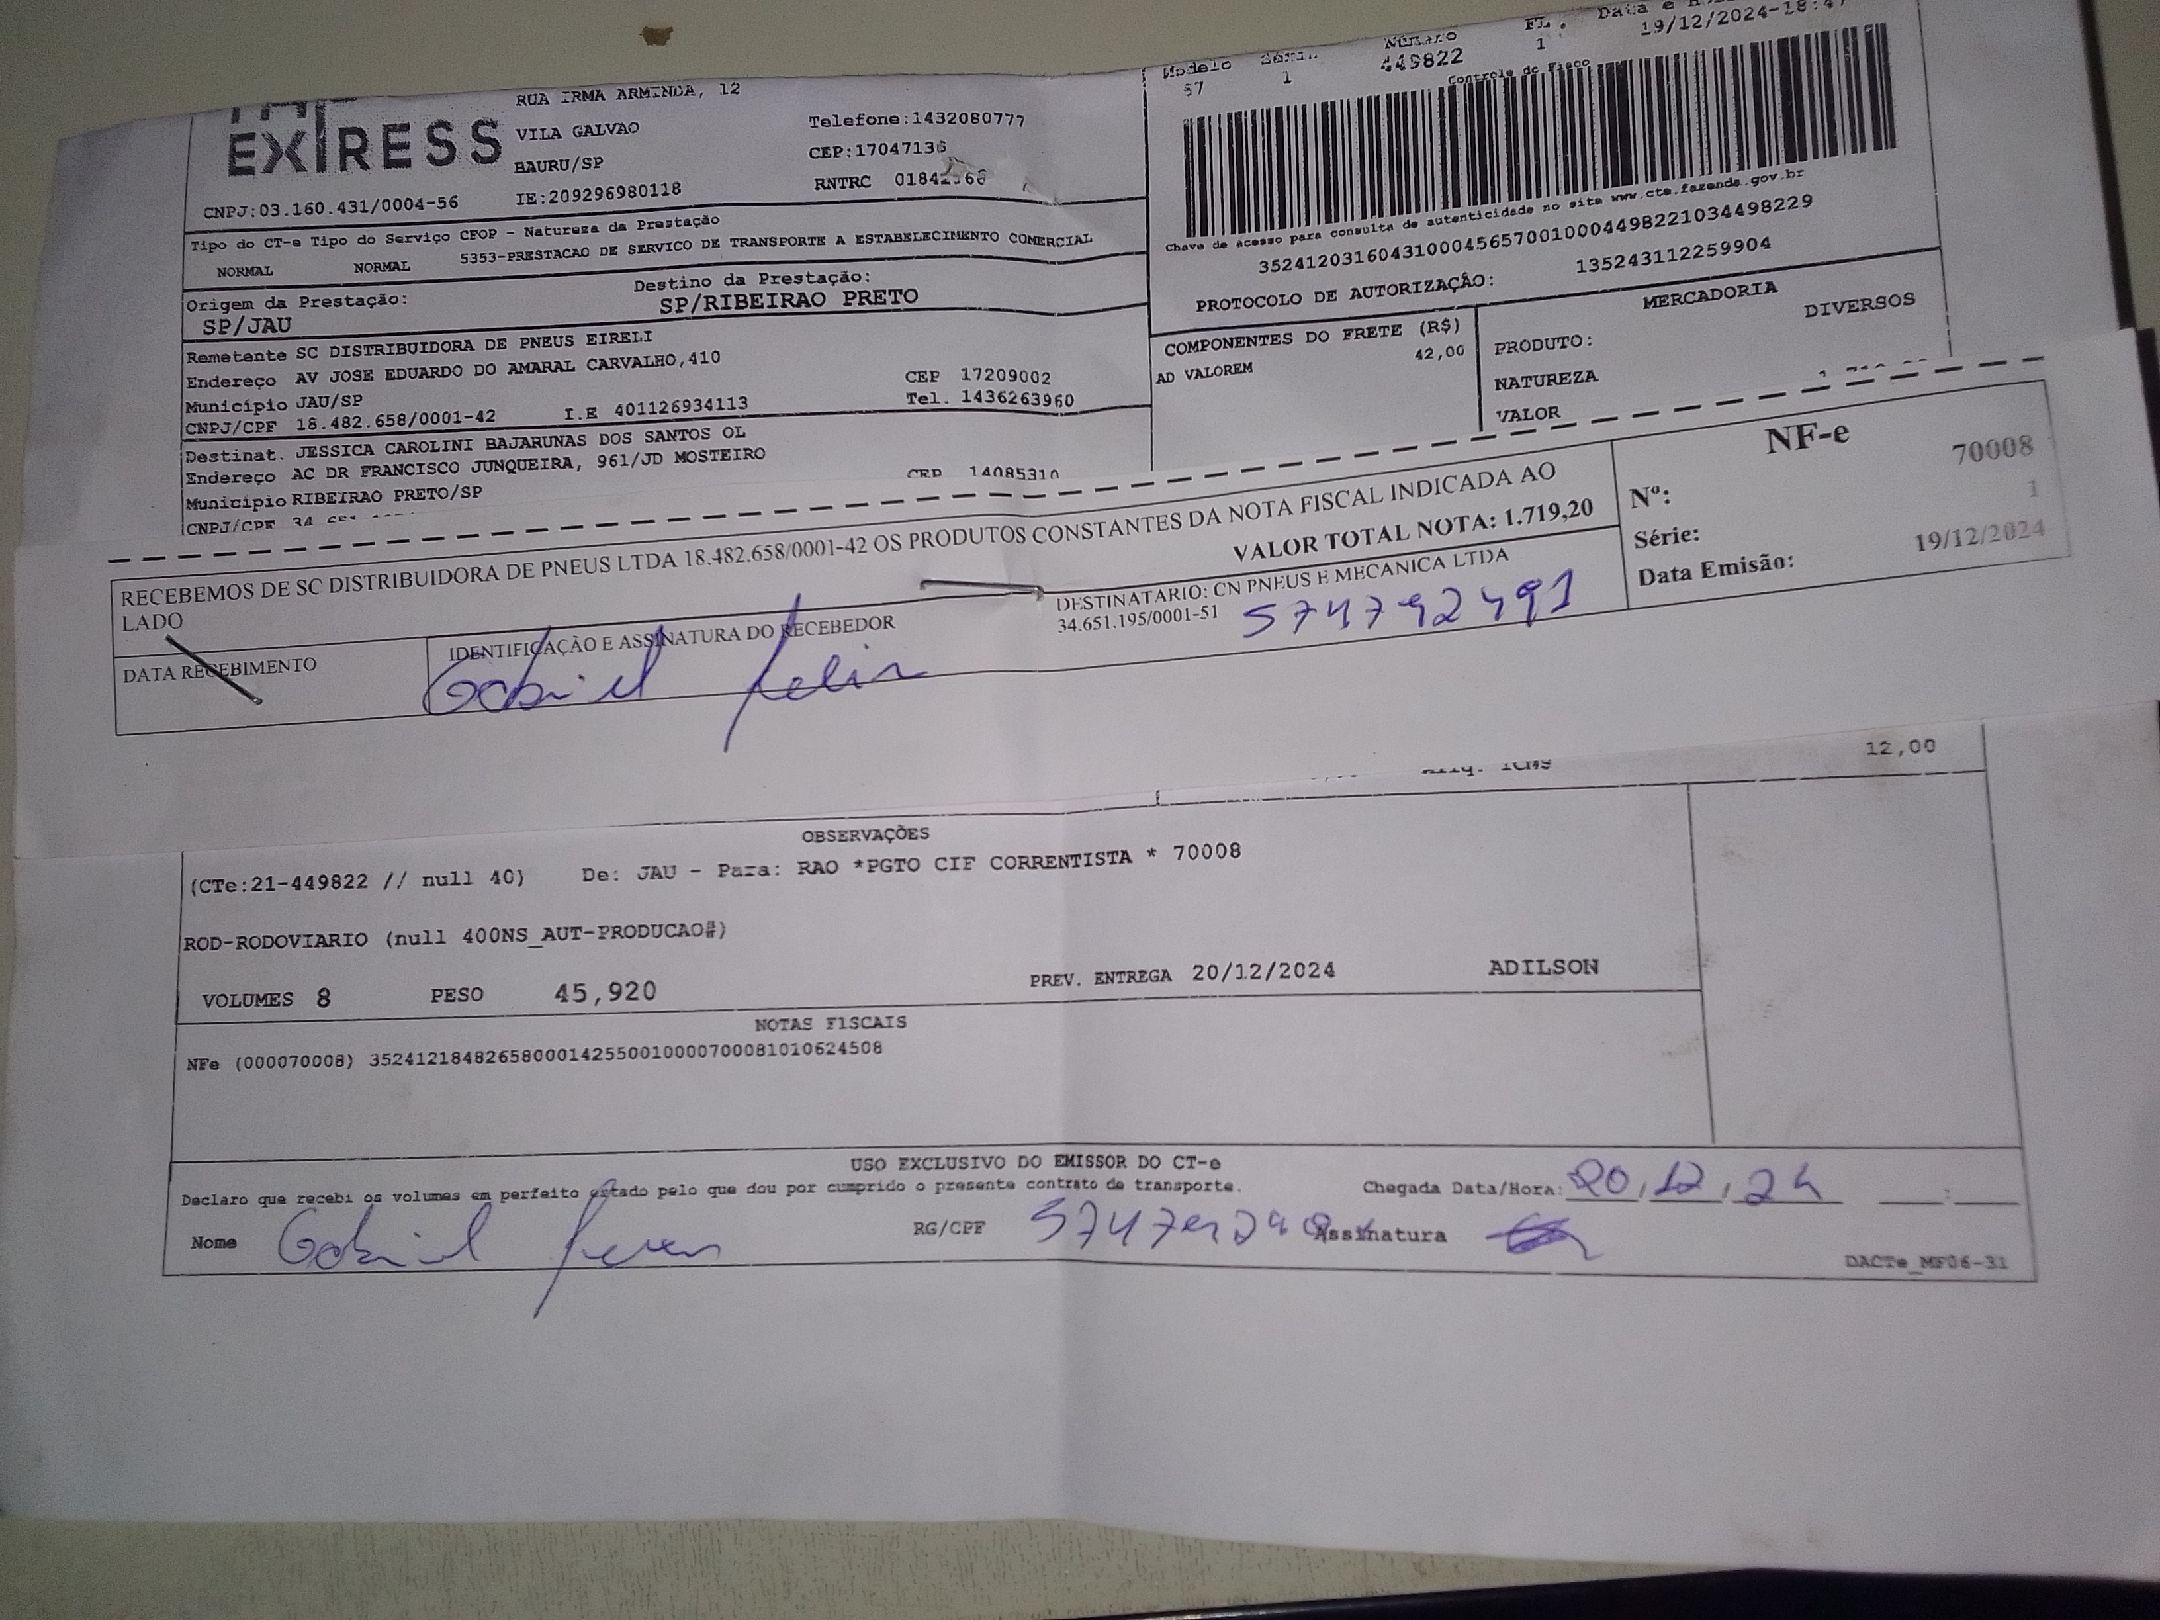 EXPRESS
RUA IRMA ARMINDA, 12
VILA GALVAO
BAURU/SP
IE:209296980118
Telefone:1432080777
CEP:17047136
RNTRC
CNPJ:03.160.431/0004-56
Modelo Série Número FL.
57 1 449822 1 19/12/2024-18:47
Controle do Fisco
Chave de acesso para consulta de autenticidade no site www.cte.fazenda.gov.br
35241203160431000456570010004498221034498229
PROTOCOLO DE AUTORIZAÇÃO: 135243112259904
Tipo do CT-e Tipo do Serviço CFOP - Natureza da Prestação
NORMAL NORMAL 5353-PRESTACAO DE SERVICO DE TRANSPORTE A ESTABELECIMENTO COMERCIAL
Origem da Prestação: Destino da Prestação:
SP/JAU SP/RIBEIRAO PRETO
Remetente SC DISTRIBUIDORA DE PNEUS EIRELI
Endereço AV JOSE EDUARDO DO AMARAL CARVALHO,410
Município JAU/SP CEP 17209002
CNPJ/CPF 18.482.658/0001-42 I.E 401126934113 Tel. 1436263960
Destinat. JESSICA CAROLINI BAJARUNAS DOS SANTOS OL
Endereço AC DR FRANCISCO JUNQUEIRA, 961/JD MOSTEIRO
Município RIBEIRAO PRETO/SP CEP 14085310
CNPJ/CPF
COMPONENTES DO FRETE (R$)
AD VALOREM 42,00
MERCADORIA
PRODUTO: DIVERSOS
NATUREZA
VALOR
RECEBEMOS DE SC DISTRIBUIDORA DE PNEUS LTDA 18.482.658/0001-42 OS PRODUTOS CONSTANTES DA NOTA FISCAL INDICADA AO
LADO
VALOR TOTAL NOTA: 1.719,20
DATA RECEBIMENTO
IDENTIFICAÇÃO E ASSINATURA DO RECEBEDOR
Gabriel
DESTINATÁRIO: CN PNEUS E MECANICA LTDA
34.651.195/0001-51
NF-e
Nº: 70008
Série: 1
Data Emisão: 19/12/2024
12,00
OBSERVAÇÕES
(CTe:21-449822 // null 40) De: JAU - Para: RAO *PGTO CIF CORRENTISTA * 70008
ROD-RODOVIARIO (null 400NS_AUT-PRODUCAO#)
VOLUMES 8 PESO 45,920 PREV. ENTREGA 20/12/2024 ADILSON
NOTAS FISCAIS
NFe (000070008) 35241218482658000142550010000700081010624508
USO EXCLUSIVO DO EMISSOR DO CT-e
Declaro que recebi os volumes em perfeito estado pelo que dou por cumprido o presente contrato de transporte.
Chegada Data/Hora: 20/12/24
Nome Gabriel RG/CPF Assinatura
DACTe_MF06-31